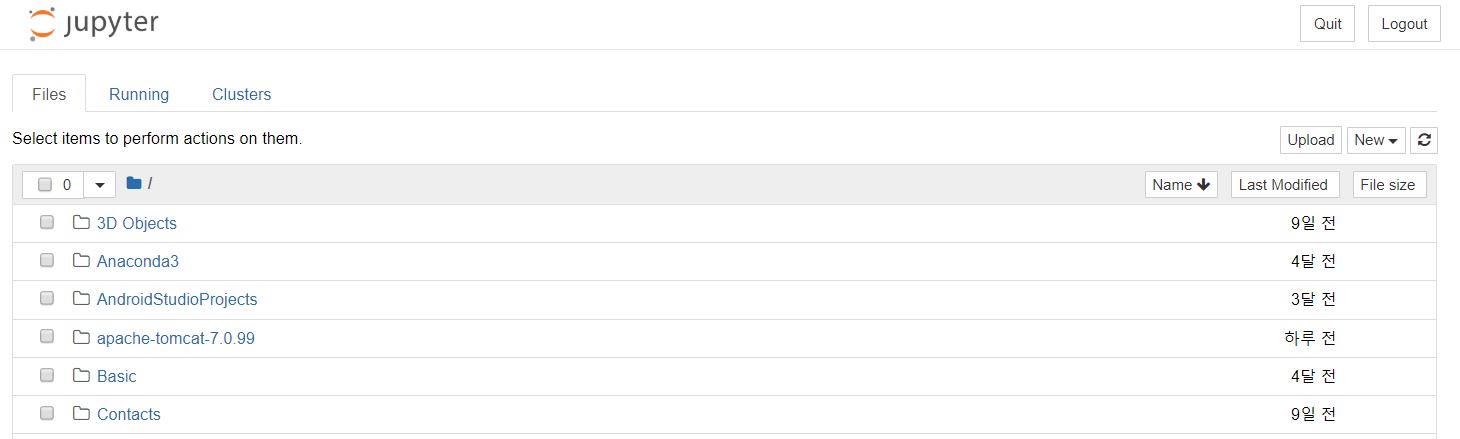 jupyter Quit Logout
Files Running Clusters
Select items to perform actions on them. Upload New
0 / Name Last Modified File size
3D Objects 9일 전
Anaconda3 4달 전
AndroidStudioProjects 3달 전
apache-tomcat-7.0.99 하루 전
Basic 4달 전
Contacts 9일 전